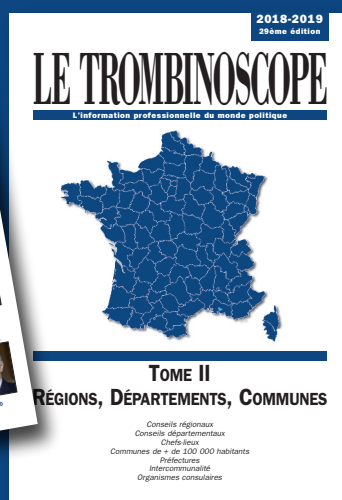 2018-2019
29ème édition
LE TROMBINOSCOPE
L'information professionnelle du monde politique
TOME II
RÉGIONS, DÉPARTEMENTS, COMMUNES
Conseils régionaux
Conseils départementaux
Chefs-lieux
Communes de + de 100 000 habitants
Préfectures
Intercommunalité
Organismes consulaires